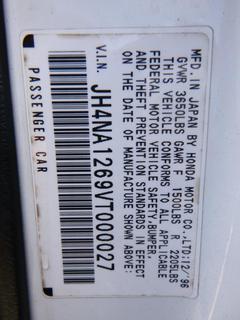 MFD. IN JAPAN BY HONDA MOTOR CO.,LTD:12/'96
GVWR 3650LBS GAWR F 1500LBS R 2205LBS
THIS VEHICLE CONFORMS TO ALL APPLICABLE
FEDERAL MOTOR VEHICLE SAFETY,BUMPER,
AND THEFT PREVENTION STANDARDS IN EFFECT
ON THE DATE OF MANUFACTURE SHOWN ABOVE.
V.I.N. JH4NA1269VT000027
PASSENGER CAR